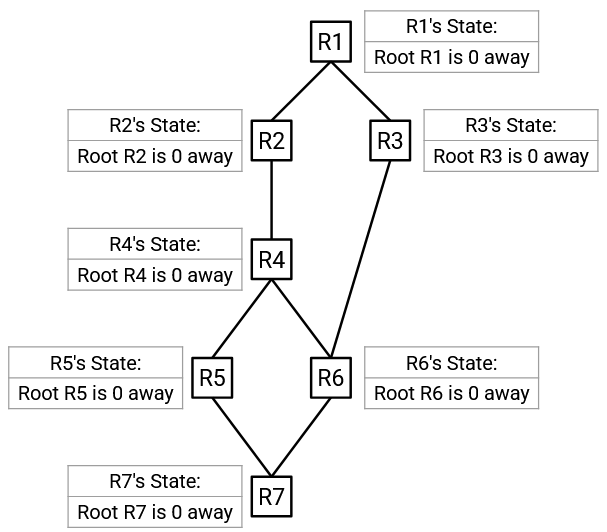 R1
R1's State:
Root R1 is 0 away
R2's State:
Root R2 is 0 away
R2
R3
R3's State:
Root R3 is 0 away
R4's State:
Root R4 is 0 away
R4
R5's State:
Root R5 is 0 away
R5
R6
R6's State:
Root R6 is 0 away
R7's State:
Root R7 is 0 away
R7